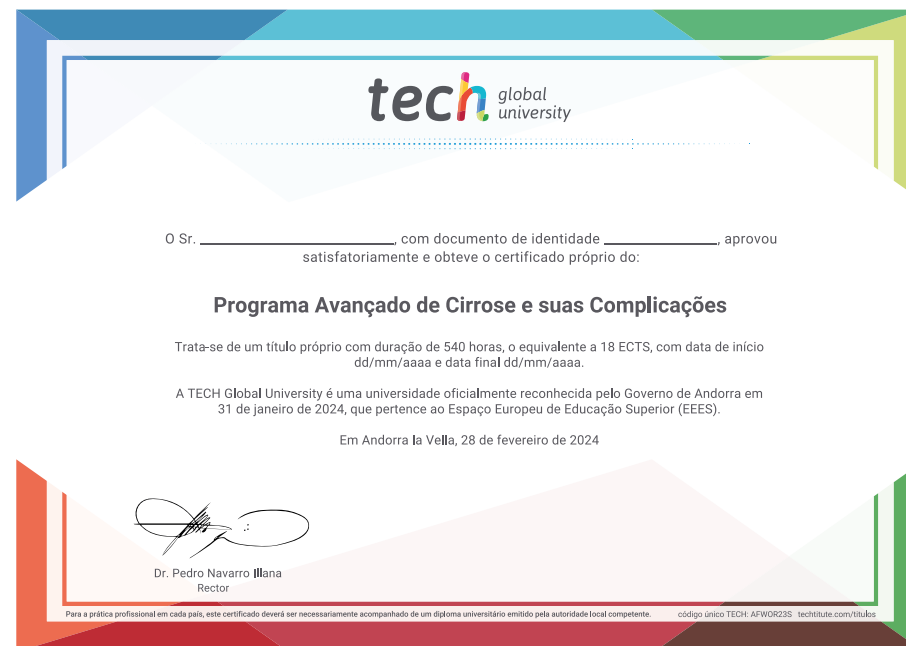 tech global
university
O Sr. ____________________, com documento de identidade ____________, aprovou
satisfatoriamente e obteve o certificado próprio do:
Programa Avançado de Cirrose e suas Complicações
Trata-se de um título próprio com duração de 540 horas, o equivalente a 18 ECTS, com data de início
dd/mm/aaaa e data final dd/mm/aaaa.
A TECH Global University é uma universidade oficialmente reconhecida pelo Governo de Andorra em
31 de janeiro de 2024, que pertence ao Espaço Europeu de Educação Superior (EEES).
Em Andorra la Vella, 28 de fevereiro de 2024
Dr. Pedro Navarro Illana
Rector
Para a prática profissional em cada país, este certificado deverá ser necessariamente acompanhado de um diploma universitário emitido pela autoridade local competente. código único TECH: AFWOR23S techtitute.com/titulos